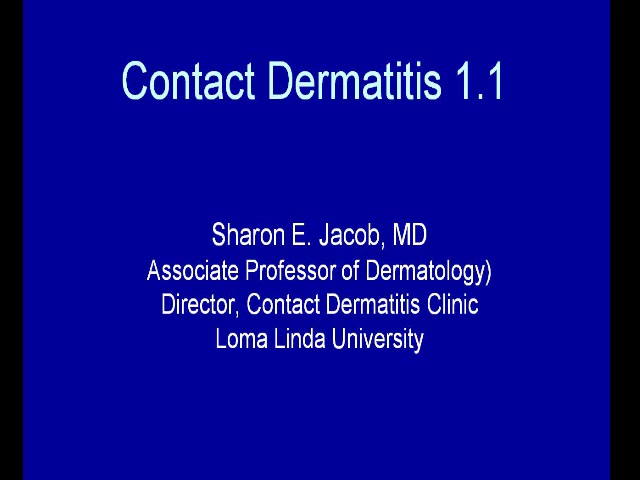 Contact Dermatitis 1.1
Sharon E. Jacob, MD
Associate Professor of Dermatology)
Director, Contact Dermatitis Clinic
Loma Linda University